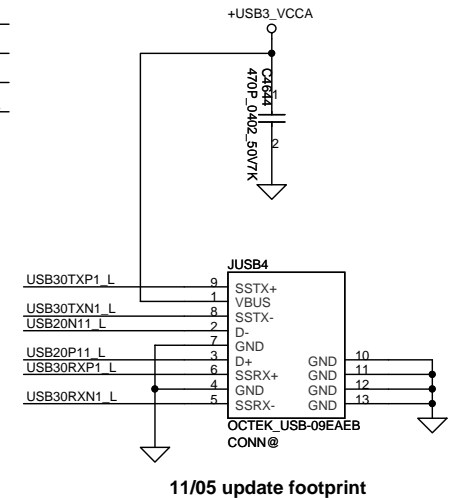 +USB3_VCCA
C4644
470P_0402_50V7K
1
2
JUSB4
USB30TXP1_L 9 SSTX+
1 VBUS
USB30TXN1_L 8 SSTX-
USB20N11_L 2 D-
7 GND
USB20P11_L 3 D+ GND 10
USB30RXP1_L 6 SSRX+ GND 11
4 GND GND 12
USB30RXN1_L 5 SSRX- GND 13
OCTEK_USB-09EAEB
CONN@
11/05 update footprint